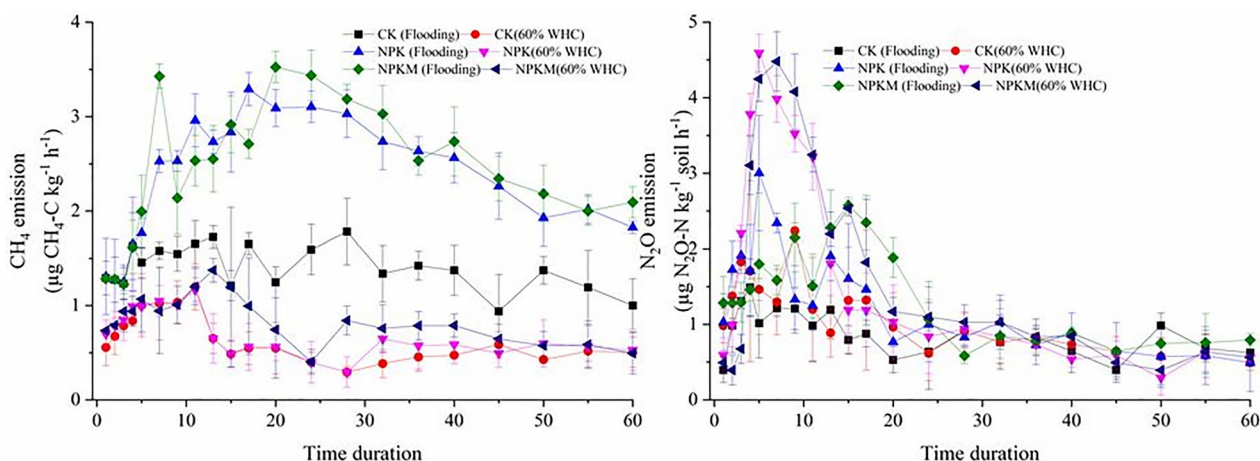 4
3
2
1
0
CH4 emission
(µg CH4-C kg-1 h-1)
CK (Flooding) CK(60% WHC)
NPK (Flooding) NPK(60% WHC)
NPKM (Flooding) NPKM(60% WHC)
0 10 20 30 40 50 60
Time duration
5
4
3
2
1
0
N2O emission
(µg N2O-N kg-1 soil h-1)
CK (Flooding) CK(60% WHC)
NPK (Flooding) NPK(60% WHC)
NPKM (Flooding) NPKM(60% WHC)
0 10 20 30 40 50 60
Time duration